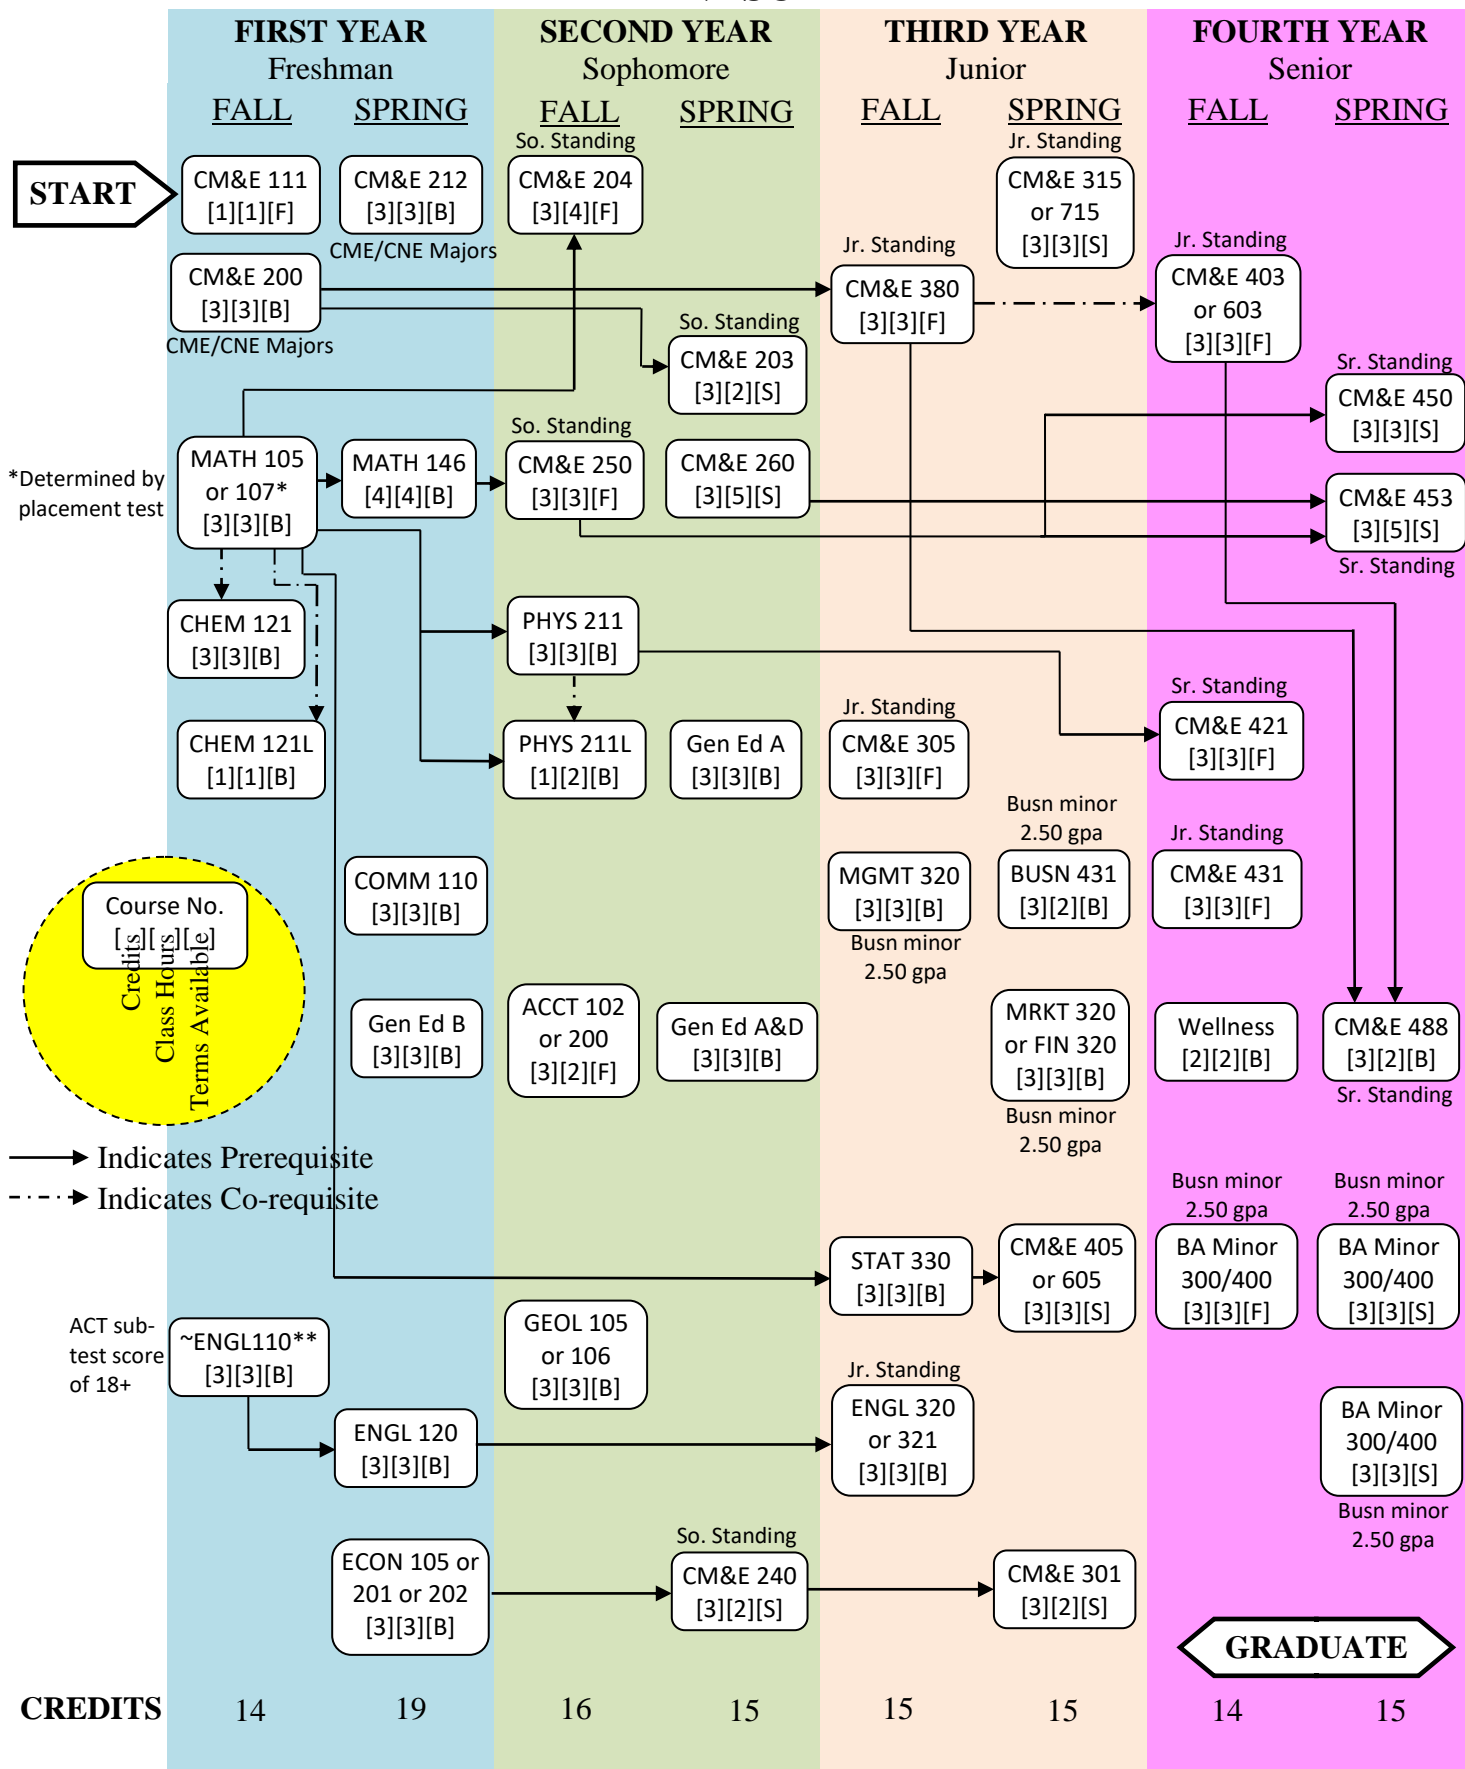 FIRST YEAR
Freshman
SECOND YEAR
Sophomore
THIRD YEAR
Junior
FOURTH YEAR
Senior
FALL
SPRING
FALL
SPRING
FALL
SPRING
FALL
SPRING
START
CM&E 111
[1][1][F]
CM&E 212
[3][3][B]
CME/CNE Majors
So. Standing
CM&E 204
[3][4][F]
Jr. Standing
CM&E 315
or 715
[3][3][S]
CM&E 200
[3][3][B]
CME/CNE Majors
So. Standing
CM&E 203
[3][2][S]
Jr. Standing
CM&E 380
[3][3][F]
Jr. Standing
CM&E 403
or 603
[3][3][F]
Sr. Standing
CM&E 450
[3][3][S]
*Determined by
placement test
MATH 105
or 107*
[3][3][B]
MATH 146
[4][4][B]
So. Standing
CM&E 250
[3][3][F]
CM&E 260
[3][5][S]
CM&E 453
[3][5][S]
Sr. Standing
CHEM 121
[3][3][B]
PHYS 211
[3][3][B]
CHEM 121L
[1][1][B]
PHYS 211L
[1][2][B]
Gen Ed A
[3][3][B]
Jr. Standing
CM&E 305
[3][3][F]
Sr. Standing
CM&E 421
[3][3][F]
Course No.
[ ][ ][ ]
Credits
Class Hours
Terms Available
COMM 110
[3][3][B]
MGMT 320
[3][3][B]
Busn minor
2.50 gpa
Busn minor
2.50 gpa
BUSN 431
[3][2][B]
Jr. Standing
CM&E 431
[3][3][F]
Gen Ed B
[3][3][B]
ACCT 102
or 200
[3][2][F]
Gen Ed A&D
[3][3][B]
MRKT 320
or FIN 320
[3][3][B]
Busn minor
2.50 gpa
Wellness
[2][2][B]
CM&E 488
[3][2][B]
Sr. Standing
Indicates Prerequisite
Indicates Co-requisite
STAT 330
[3][3][B]
CM&E 405
or 605
[3][3][S]
Busn minor
2.50 gpa
BA Minor
300/400
[3][3][F]
Busn minor
2.50 gpa
BA Minor
300/400
[3][3][S]
ACT sub-
test score
of 18+
~ENGL110**
[3][3][B]
GEOL 105
or 106
[3][3][B]
ENGL 120
[3][3][B]
Jr. Standing
ENGL 320
or 321
[3][3][B]
BA Minor
300/400
[3][3][S]
Busn minor
2.50 gpa
ECON 105 or
201 or 202
[3][3][B]
So. Standing
CM&E 240
[3][2][S]
CM&E 301
[3][2][S]
GRADUATE
CREDITS
14
19
16
15
15
15
14
15